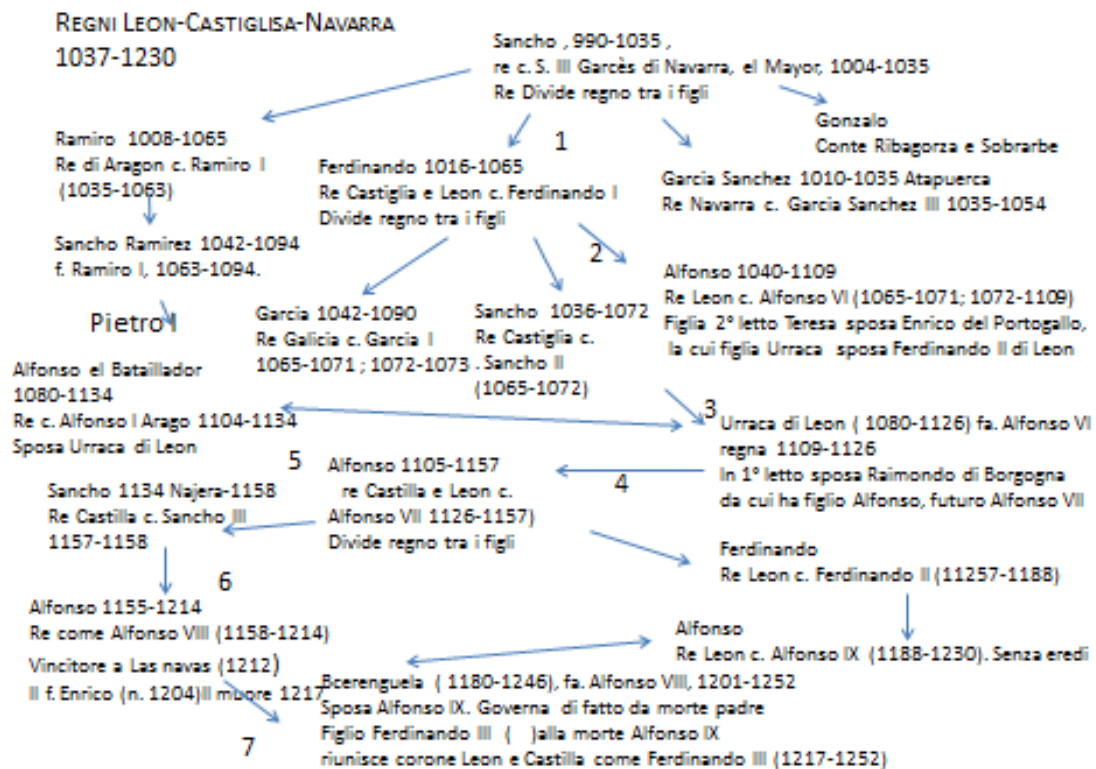 REGNI LEON-CASTIGLISA-NAVARRA
1037-1230
Sancho , 990-1035 ,
re c. S. III Garcès di Navarra, el Mayor, 1004-1035
Re Divide regno tra i figli
Gonzalo
Conte Ribagorza e Sobrarbe
Ramiro 1008-1065
Re di Aragon c. Ramiro I
(1035-1063)
1
Ferdinando 1016-1065
Re Castiglia e Leon c. Ferdinando I
Divide regno tra i figli
Garcia Sanchez 1010-1035 Atapuerca
Re Navarra c. Garcia Sanchez III 1035-1054
Sancho Ramirez 1042-1094
f. Ramiro I, 1063-1094.
2
Pietro I
Garcia 1042-1090
Re Galicia c. Garcia I
1065-1071 ; 1072-1073
Sancho 1036-1072
Re Castiglia c.
. Sancho II
(1065-1072)
Alfonso 1040-1109
Re Leon c. Alfonso VI (1065-1071; 1072-1109)
Figlia 2° letto Teresa sposa Enrico del Portogallo,
la cui figlia Urraca sposa Ferdinando II di Leon
Alfonso el Bataillador
1080-1134
Re c. Alfonso I Arago 1104-1134
Sposa Urraca di Leon
3
Urraca di Leon ( 1080-1126) fa. Alfonso VI
regna 1109-1126
In 1° letto sposa Raimondo di Borgogna
da cui ha figlio Alfonso, futuro Alfonso VII
4
5
Alfonso 1105-1157
re Castilla e Leon c.
Alfonso VII 1126-1157)
Divide regno tra i figli
Sancho 1134 Najera-1158
Re Castilla c. Sancho III
1157-1158
Ferdinando
Re Leon c. Ferdinando II (11257-1188)
6
Alfonso 1155-1214
Re come Alfonso VIII (1158-1214)
Vincitore a Las navas (1212)
Il f. Enrico (n. 1204)II muore 1217
Alfonso
Re Leon c. Alfonso IX (1188-1230). Senza eredi
7
Bcerenguela ( 1180-1246), fa. Alfonso VIII, 1201-1252
Sposa Alfonso IX. Governa di fatto da morte padre
Figlio Ferdinando III ( )alla morte Alfonso IX
riunisce corone Leon e Castilla come Ferdinando III (1217-1252)